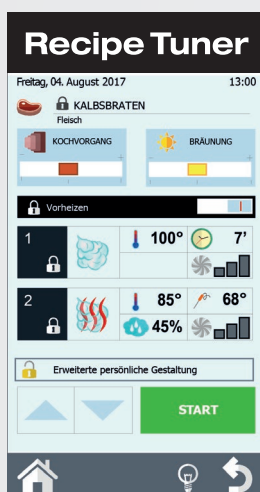 Recipe Tuner
Freitag, 04. August 2017 13:00
KALBSBRATEN
Fleisch
KOCHVORGANG BRÄUNUNG
- + - +
Vorheizen
1 100° 7'
2 85° 68°
45%
Erweiterte persönliche Gestaltung
START